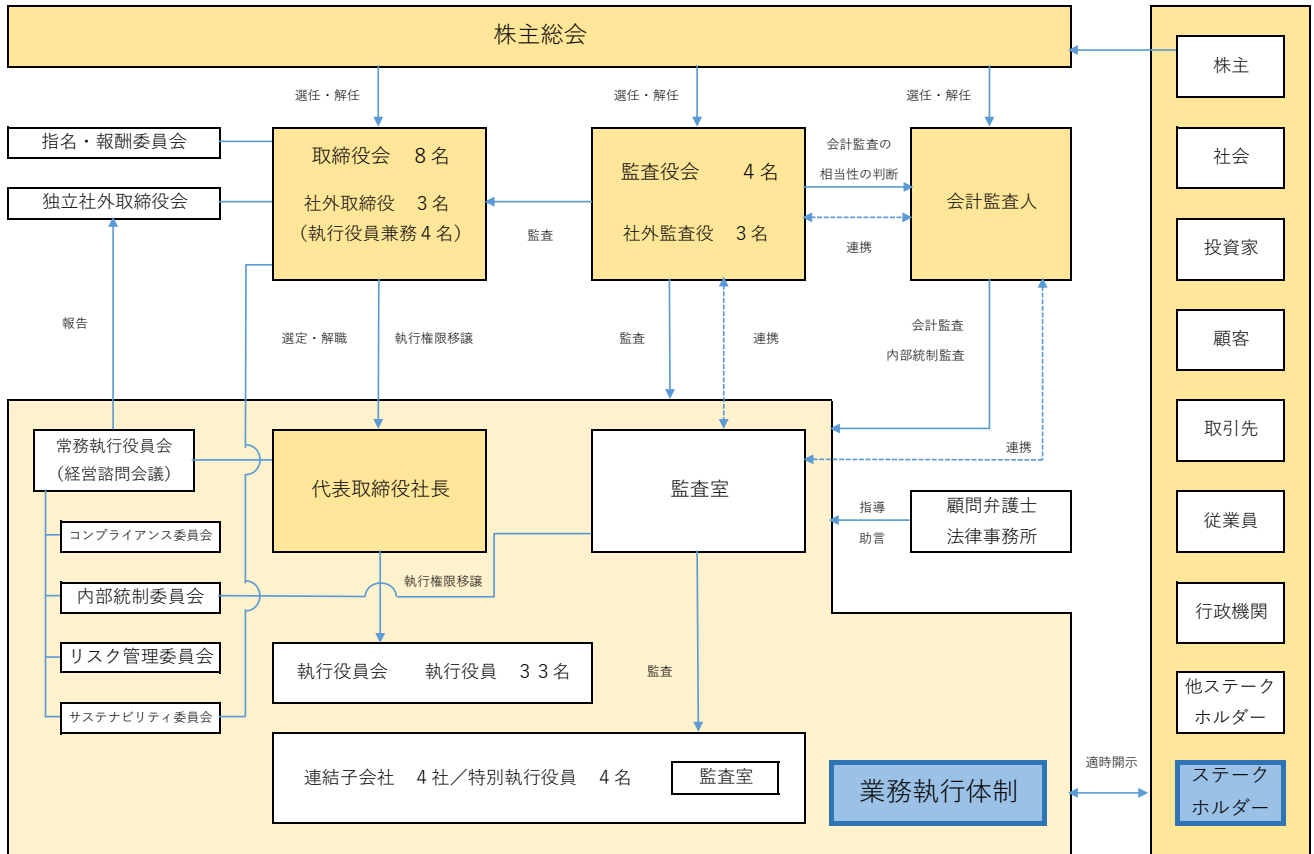 株主総会
株主
選任・解任
選任・解任
選任・解任
指名・報酬委員会
独立社外取締役会
取締役会 8名
社外取締役 3名
（執行役員兼務4名）
監査役会 4名
社外監査役 3名
会計監査の
相当性の判断
連携
会計監査人
監査
社会
投資家
報告
選定・解職
執行権限移譲
監査
連携
会計監査
内部統制監査
顧客
常務執行役員会
（経営諮問会議）
代表取締役社長
監査室
連携
取引先
コンプライアンス委員会
内部統制委員会
リスク管理委員会
サステナビリティ委員会
執行権限移譲
指導
助言
顧問弁護士
法律事務所
従業員
行政機関
執行役員会 執行役員 33名
監査
他ステーク
ホルダー
連結子会社 4社／特別執行役員 4名
監査室
業務執行体制
適時開示
ステーク
ホルダー